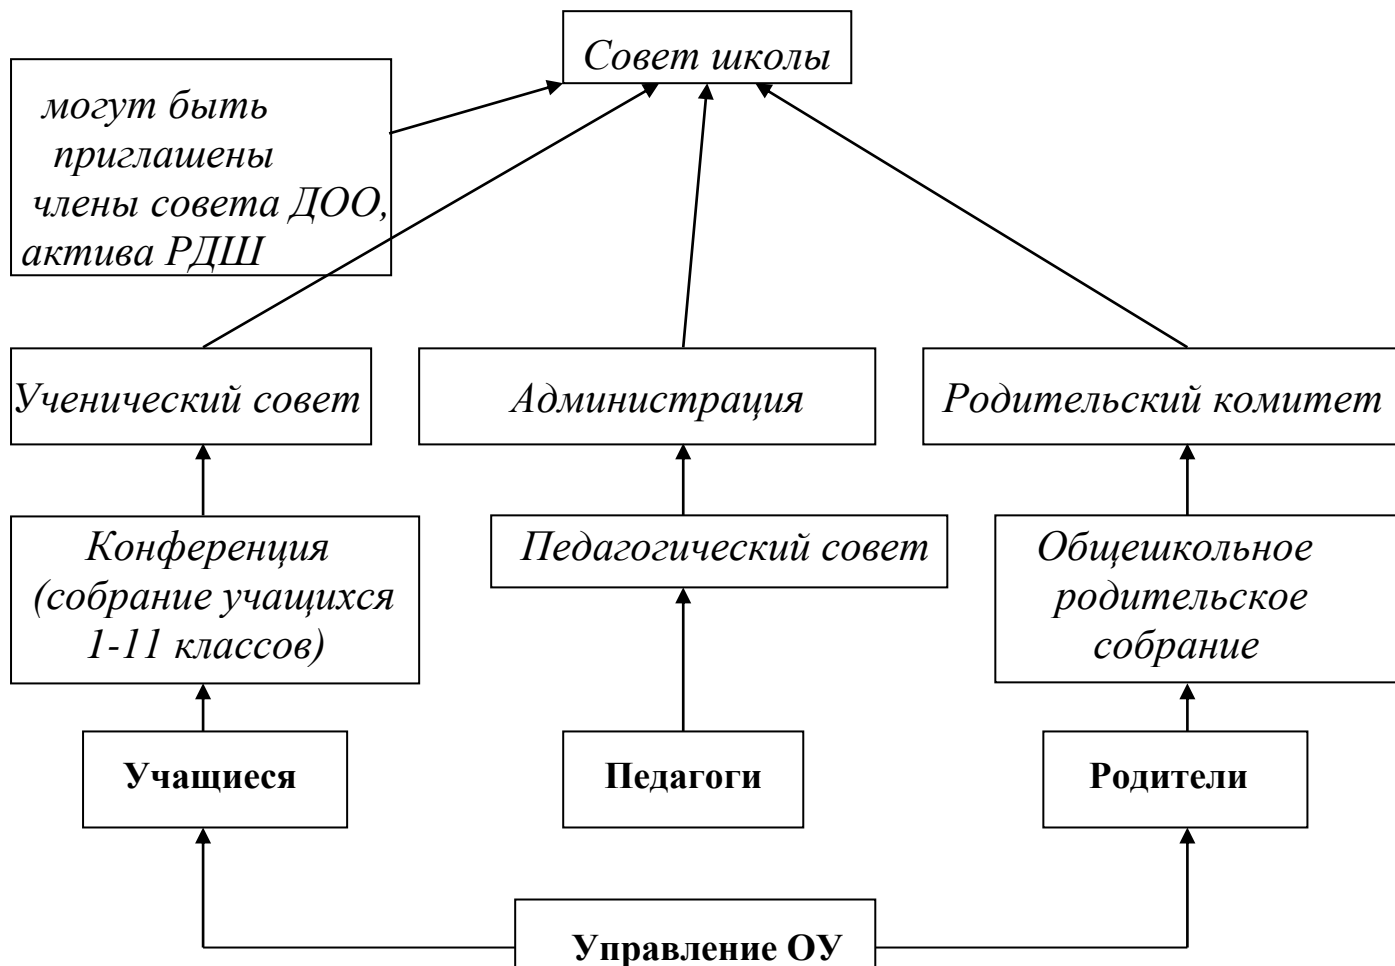 Совет школы
могут быть
приглашены
члены совета ДОО,
актива РДШ
Ученический совет
Администрация
Родительский комитет
Конференция
(собрание учащихся
1-11 классов)
Педагогический совет
Общешкольное
родительское
собрание
Учащиеся
Педагоги
Родители
Управление ОУ